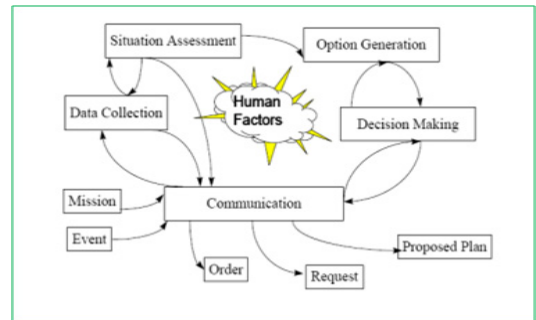 Situation Assessment
Option Generation
Human
Factors
Data Collection
Decision Making
Mission
Communication
Event
Proposed Plan
Order
Request